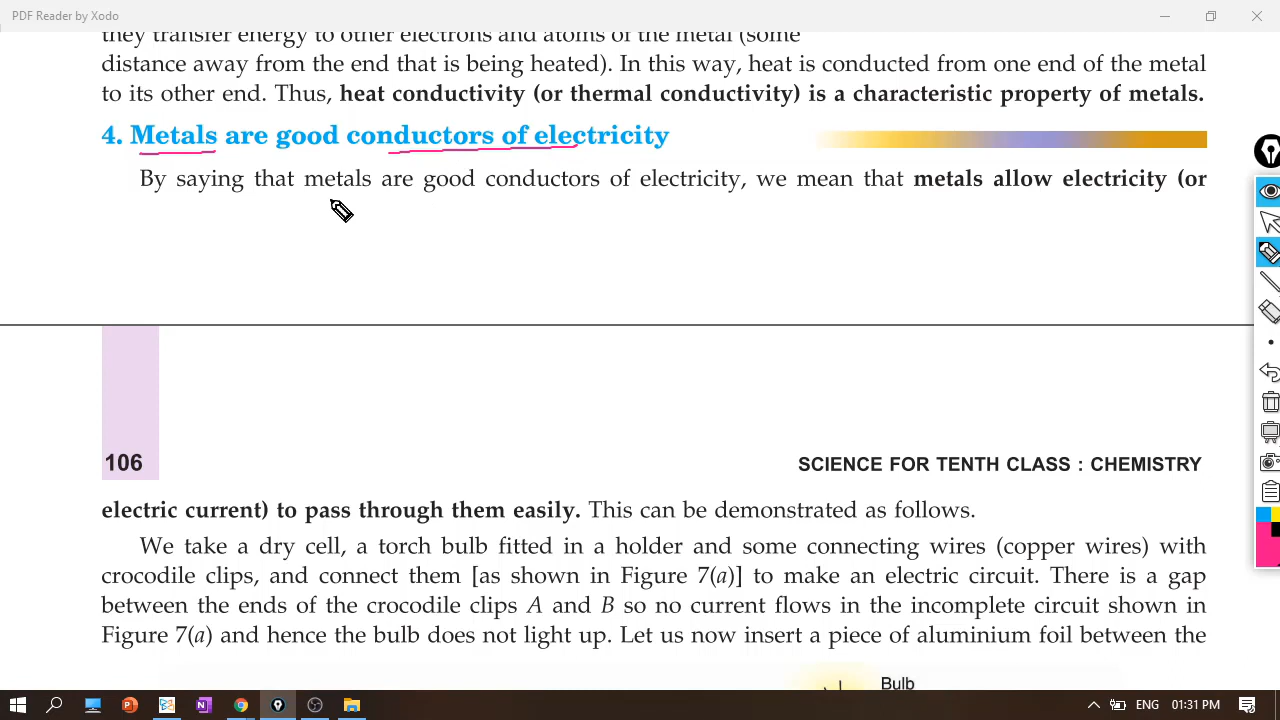 PDF Reader by Xodo
they transfer energy to other electrons and atoms of the metal (some
distance away from the end that is being heated). In this way, heat is conducted from one end of the metal
to its other end. Thus, heat conductivity (or thermal conductivity) is a characteristic property of metals.
4. Metals are good conductors of electricity
By saying that metals are good conductors of electricity, we mean that metals allow electricity (or
106
SCIENCE FOR TENTH CLASS : CHEMISTRY
electric current) to pass through them easily. This can be demonstrated as follows.
We take a dry cell, a torch bulb fitted in a holder and some connecting wires (copper wires) with
crocodile clips, and connect them [as shown in Figure 7(a)] to make an electric circuit. There is a gap
between the ends of the crocodile clips A and B so no current flows in the incomplete circuit shown in
Figure 7(a) and hence the bulb does not light up. Let us now insert a piece of aluminium foil between the
Bulb
ENG 01:31 PM